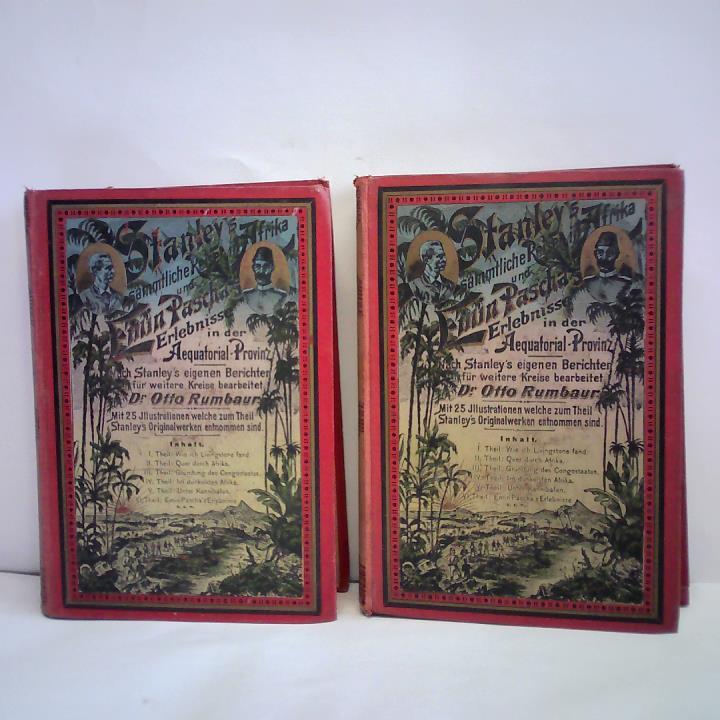 Stanley's
sämmtliche
Afrika
und
Emin Pascha's
Erlebnisse
in der
Aequatorial-Provinz
Nach Stanley's eigenen Berichten
für weitere Kreise bearbeitet
Dr Otto Rumbaur.
Mit 25 Jllustrationen welche zum Theil
Stanley's Originalwerken entnommen sind.
Inhalt.
I. Theil: Wie ich Livingstone fand.
II. Theil: Quer durch Afrika.
III. Theil: Gründung des Congostaates.
IV. Theil: Im dunkelsten Afrika.
V. Theil: Unter Kannibalen.
VI. Theil: Emin Pascha's Erlebnisse
Stanley's
sämmtliche
Afrika
und
Emin Pascha's
Erlebnisse
in der
Aequatorial-Provinz
Nach Stanley's eigenen Berichten
für weitere Kreise bearbeitet
Dr Otto Rumbaur.
Mit 25 Jllustrationen welche zum Theil
Stanley's Originalwerken entnommen sind.
Inhalt.
I. Theil: Wie ich Livingstone fand.
II. Theil: Quer durch Afrika.
III. Theil: Gründung des Congostaates.
IV. Theil: Im dunkelsten Afrika.
V. Theil: Unter Kannibalen.
VI. Theil: Emin Pascha's Erlebnisse